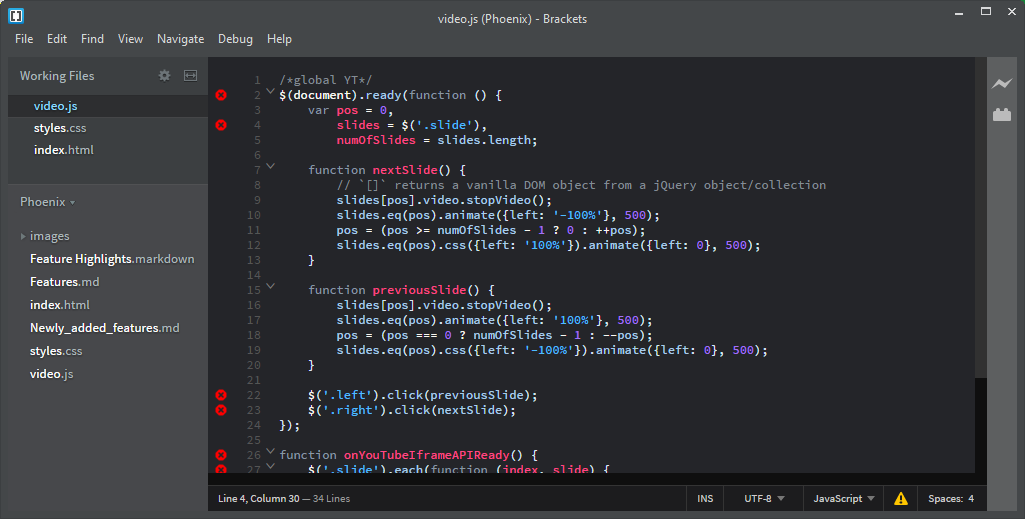 video.js (Phoenix) - Brackets
File Edit Find View Navigate Debug Help
Working Files
video.js
styles.css
index.html
Phoenix
images
Feature Highlights.markdown
Features.md
index.html
Newly_added_features.md
styles.css
video.js
1 /*global YT*/
2 $(document).ready(function () {
3     var pos = 0,
4         slides = $('.slide'),
5         numOfSlides = slides.length;
6
7     function nextSlide() {
8         // `[]` returns a vanilla DOM object from a jQuery object/collection
9         slides[pos].video.stopVideo();
10         slides.eq(pos).animate({left: '-100%'}, 500);
11         pos = (pos >= numOfSlides - 1 ? 0 : ++pos);
12         slides.eq(pos).css({left: '100%'}).animate({left: 0}, 500);
13     }
14
15     function previousSlide() {
16         slides[pos].video.stopVideo();
17         slides.eq(pos).animate({left: '100%'}, 500);
18         pos = (pos === 0 ? numOfSlides - 1 : --pos);
19         slides.eq(pos).css({left: '-100%'}).animate({left: 0}, 500);
20     }
21
22     $('.left').click(previousSlide);
23     $('.right').click(nextSlide);
24 });
25
26 function onYouTubeIframeAPIReady() {
27     $('.slide').each(function (index, slide) {
Line 4, Column 30 — 34 Lines INS UTF-8 JavaScript Spaces: 4